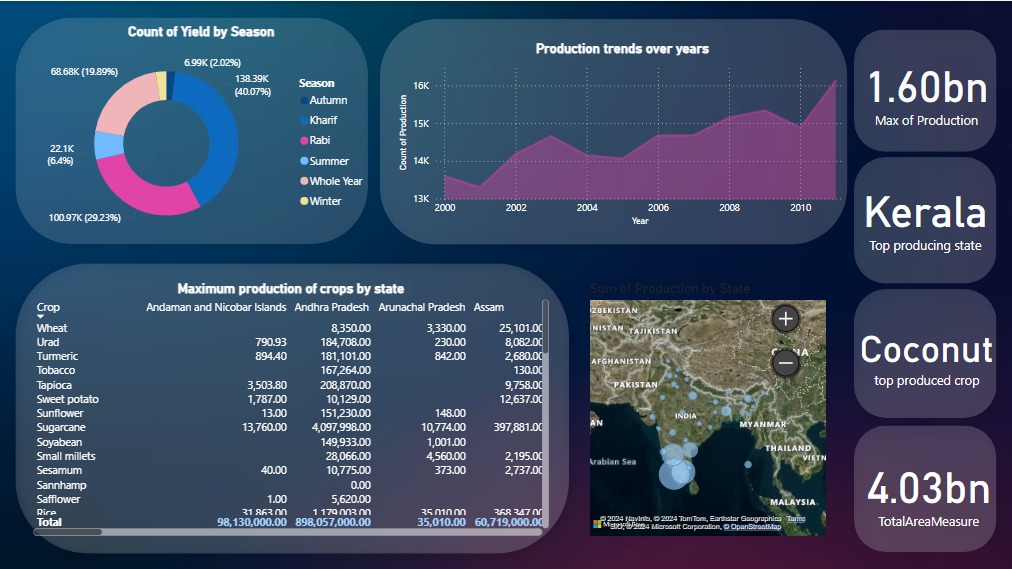 Count of Yield by Season
6.99K (2.02%)
68.68K (19.89%)
138.39K
(40.07%)
22.1K
(6.4%)
100.97K (29.23%)
Season
Autumn
Kharif
Rabi
Summer
Whole Year
Winter
Production trends over years
Count of Production
16K
15K
14K
13K
2000 2002 2004 2006 2008 2010
Year
1.60bn
Max of Production
Kerala
Top producing state
Coconut
top produced crop
4.03bn
TotalAreaMeasure
Maximum production of crops by state
Crop Andaman and Nicobar Islands Andhra Pradesh Arunachal Pradesh Assam
Wheat 8,350.00 3,330.00 25,101.00
Urad 790.93 184,708.00 230.00 8,082.00
Turmeric 894.40 181,101.00 842.00 2,680.00
Tobacco 167,264.00 130.00
Tapioca 3,503.80 208,870.00 9,758.00
Sweet potato 1,787.00 10,129.00 12,637.00
Sunflower 13.00 151,230.00 148.00
Sugarcane 13,760.00 4,097,998.00 10,774.00 397,881.00
Soyabean 149,933.00 1,001.00
Small millets 28,066.00 4,560.00 2,195.00
Sesamum 40.00 10,775.00 373.00 2,737.00
Sannhamp 0.00
Safflower 1.00 5,620.00
Rice 31,863.00 1,179,003.00 35,010.00 368,347.00
Total 98,130,000.00 898,057,000.00 35,010.00 60,719,000.00
Sum of Production by State
UZBEKISTAN
TAJIKISTAN
AFGHANISTAN
PAKISTAN
INDIA
MYANMAR
THAILAND
Arabian Sea
MALAYSIA
© 2024 NavInfo, © 2024 TomTom, Earthstar Geographics Terms
© 2024 Microsoft Corporation, © OpenStreetMap